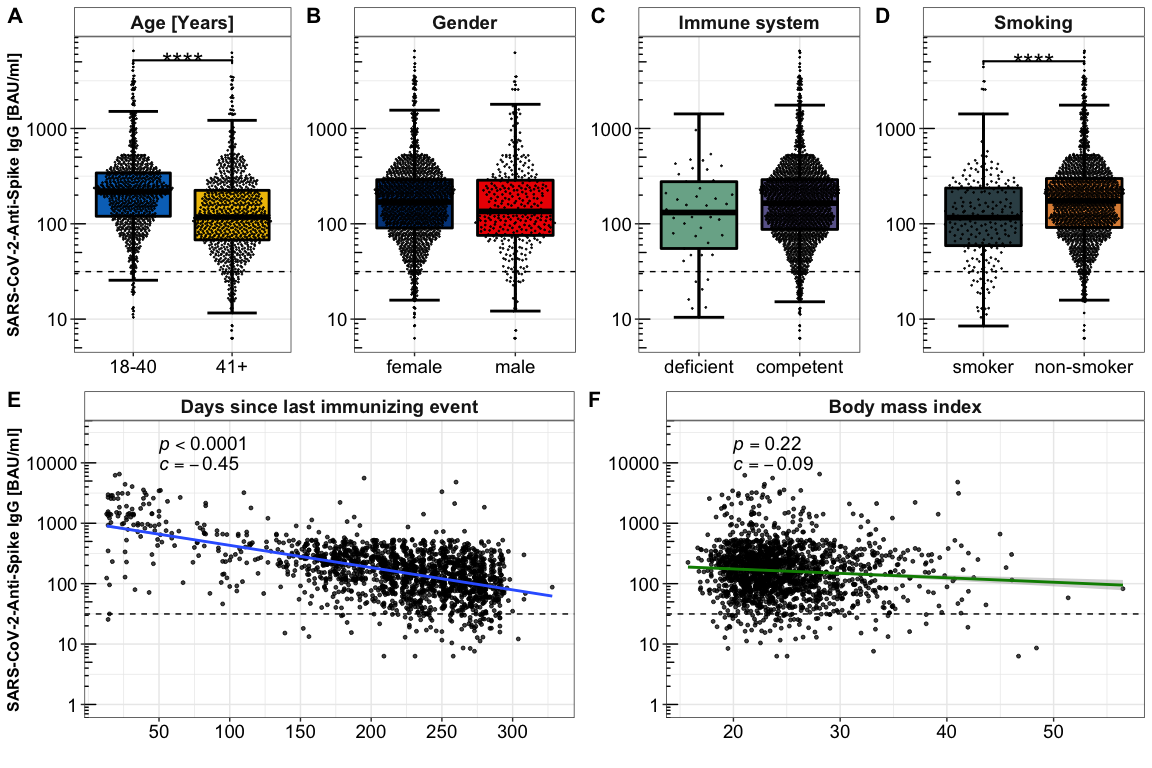 A
Age [Years]
B
Gender
C
Immune system
D
Smoking
SARS-CoV-2-Anti-Spike IgG [BAU/ml]
****
1000
100
10
18-40
41+
1000
100
10
female
male
1000
100
10
deficient
competent
****
1000
100
10
smoker
non-smoker
E
Days since last immunizing event
SARS-CoV-2-Anti-Spike IgG [BAU/ml]
p < 0.0001
c = − 0.45
10000
1000
100
10
1
50
100
150
200
250
300
F
Body mass index
p = 0.22
c = − 0.09
10000
1000
100
10
1
20
30
40
50